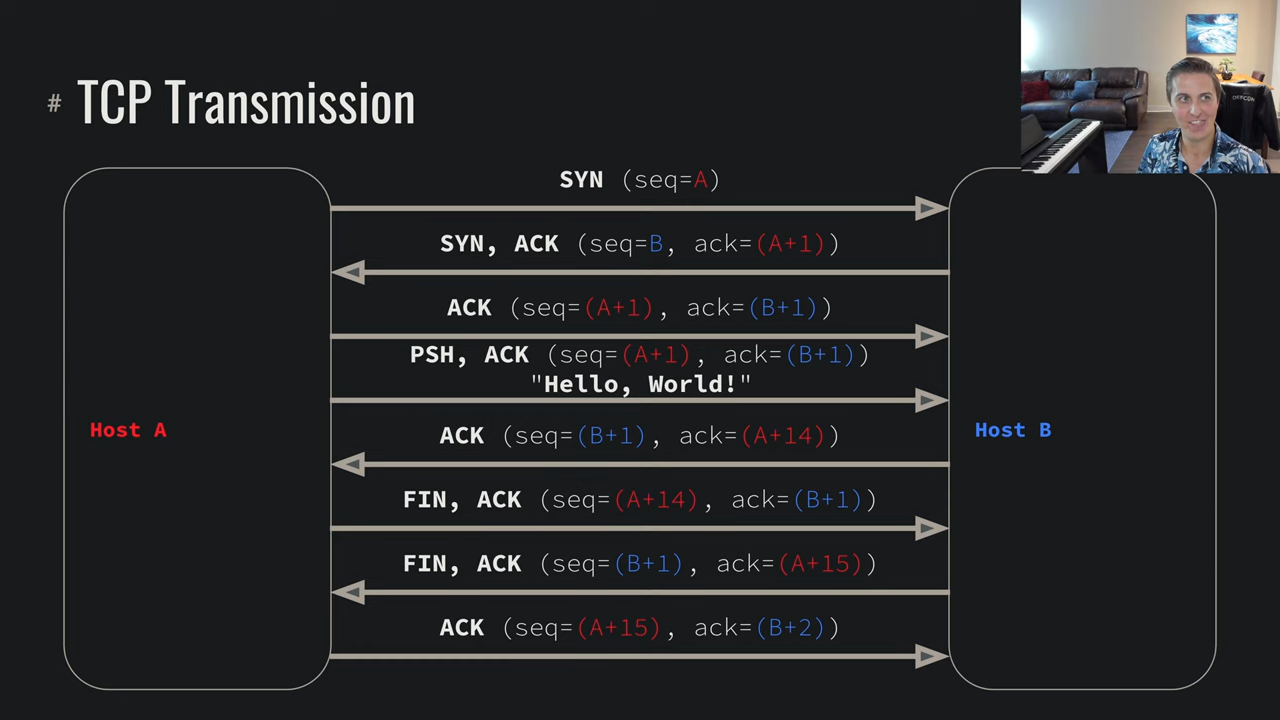 # TCP Transmission
DEFCON
SYN (seq=A)
SYN, ACK (seq=B, ack=(A+1))
ACK (seq=(A+1), ack=(B+1))
PSH, ACK (seq=(A+1), ack=(B+1))
"Hello, World!"
Host A
Host B
ACK (seq=(B+1), ack=(A+14))
FIN, ACK (seq=(A+14), ack=(B+1))
FIN, ACK (seq=(B+1), ack=(A+15))
ACK (seq=(A+15), ack=(B+2))